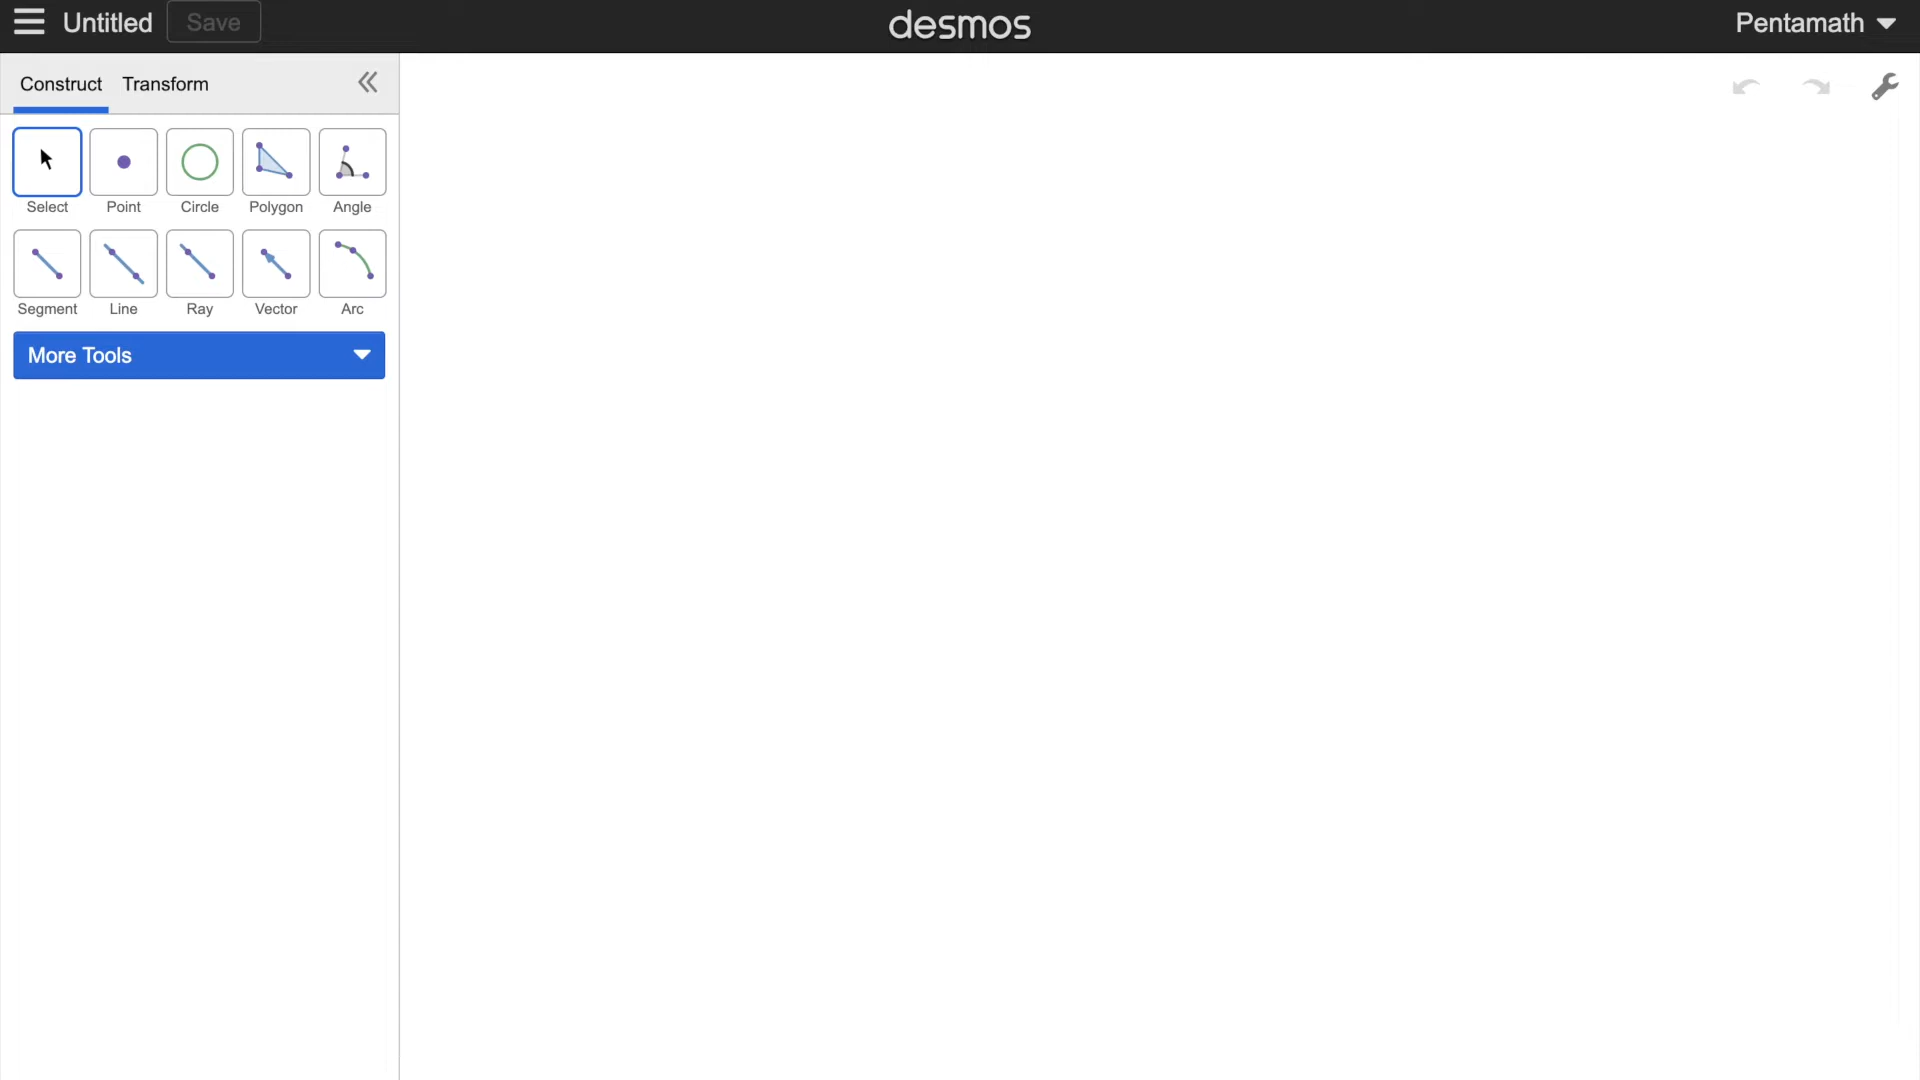 Untitled Save desmos Pentamath
Construct Transform
Select Point Circle Polygon Angle
Segment Line Ray Vector Arc
More Tools